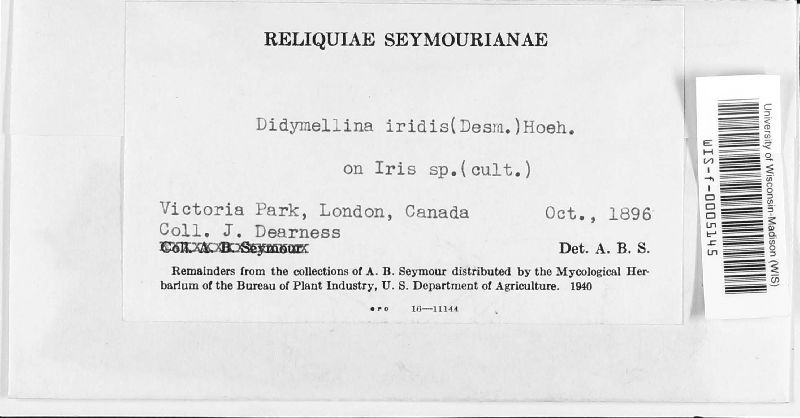 RELIQUIAE SEYMOURIANAE
Didymellina iridis(Desm.)Hoeh.
on Iris sp.(cult.)
Victoria Park, London, Canada Oct., 1896
Coll. J. Dearness
Coll. A. B. Seymour Det. A. B. S.
Remainders from the collections of A. B. Seymour distributed by the Mycological Her-
barium of the Bureau of Plant Industry, U. S. Department of Agriculture. 1940
GPO 16—11144
University of Wisconsin-Madison (WIS)
WIS-f-0005145